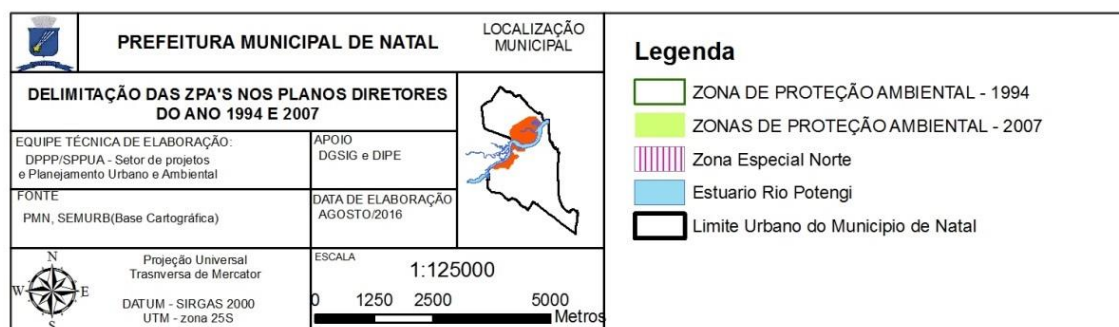 PREFEITURA MUNICIPAL DE NATAL
LOCALIZAÇÃO
MUNICIPAL
DELIMITAÇÃO DAS ZPA'S NOS PLANOS DIRETORES
DO ANO 1994 E 2007
EQUIPE TÉCNICA DE ELABORAÇÃO:
DPPP/SPPUA - Setor de projetos
e Planejamento Urbano e Ambiental
APOIO
DGSIG e DIPE
FONTE
PMN, SEMURB(Base Cartográfica)
DATA DE ELABORAÇÃO
AGOSTO/2016
N
W
E
S
Projeção Universal
Trasnversa de Mercator
DATUM - SIRGAS 2000
UTM - zona 25S
ESCALA
1:125000
0 1250 2500 5000
Metros
Legenda
ZONA DE PROTEÇÃO AMBIENTAL - 1994
ZONAS DE PROTEÇÃO AMBIENTAL - 2007
Zona Especial Norte
Estuario Rio Potengi
Limite Urbano do Municipio de Natal